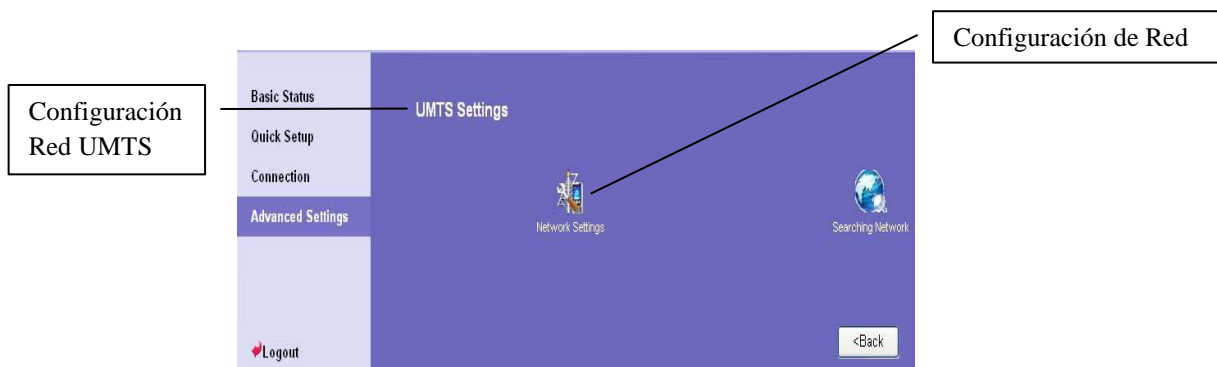 Configuración de Red
Configuración
Red UMTS
Basic Status
Quick Setup
Connection
Advanced Settings
Logout
UMTS Settings
Network Settings
Searching Network
<Back